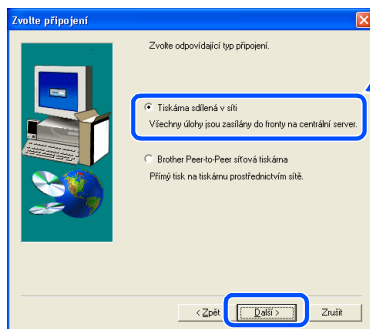 Zvolte připojení
Zvolte odpovídající typ připojení.
Tiskárna sdílená v síti
Všechny úlohy jsou zasílány do fronty na centrální server.
Brother Peer-to-Peer síťová tiskárna
Přímý tisk na tiskárnu prostřednictvím sítě.
< Zpět
Další >
Zrušit